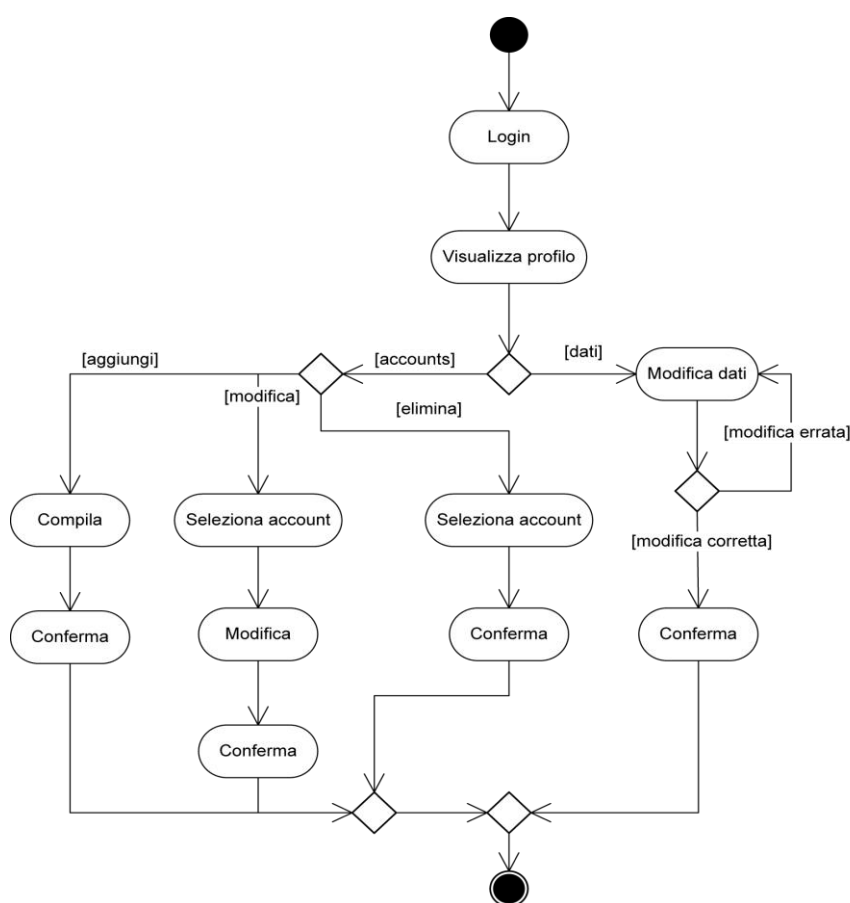 Login
Visualizza profilo
[aggiungi]
[accounts]
[dati]
Modifica dati
[modifica]
[elimina]
[modifica errata]
Compila
Seleziona account
Seleziona account
[modifica corretta]
Conferma
Modifica
Conferma
Conferma
Conferma